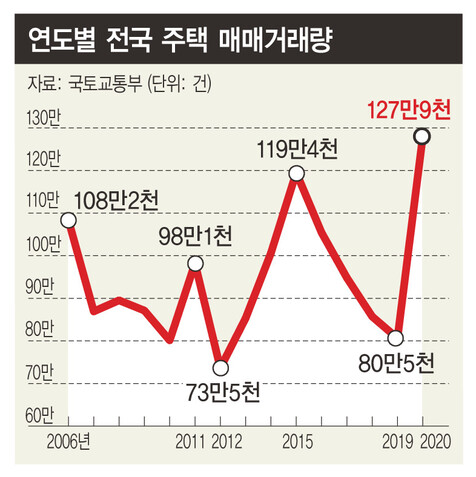 연도별 전국 주택 매매거래량
자료: 국토교통부 (단위: 건)
130만
127만9천
120만
119만4천
110만
108만2천
100만
98만1천
90만
80만
80만5천
70만
73만5천
60만
2006년 2011 2012 2015 2019 2020